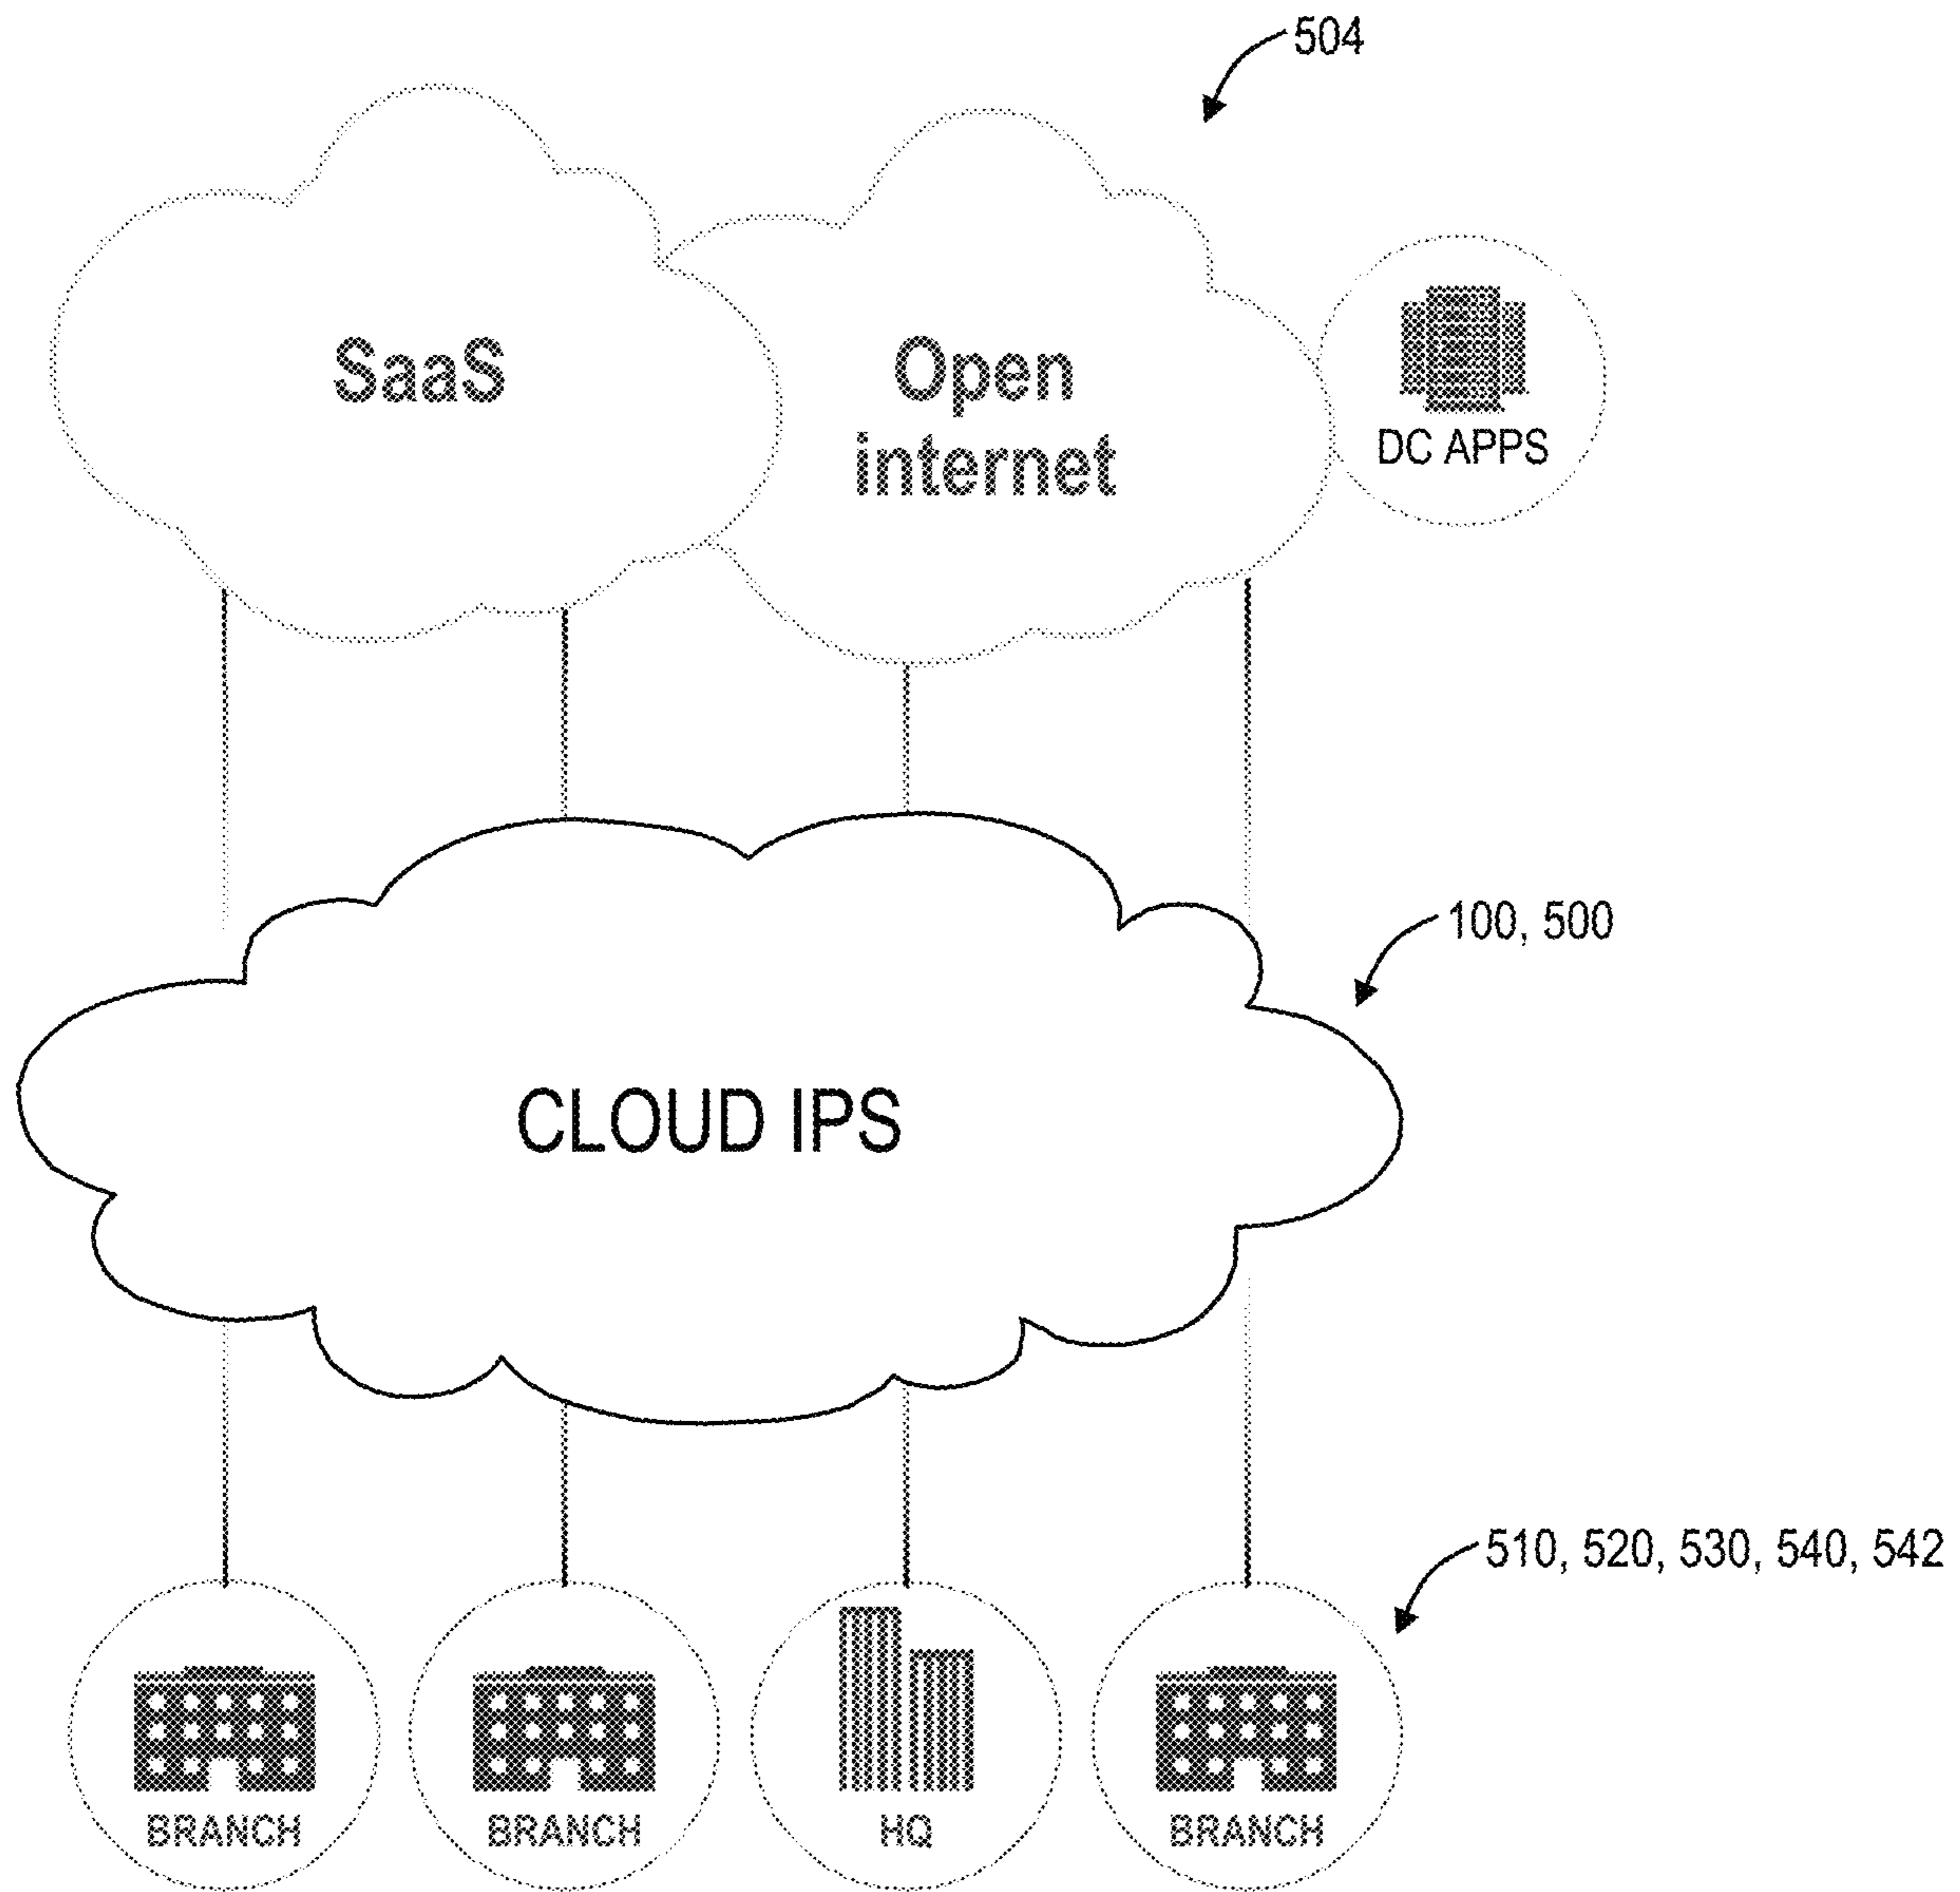 504
SaaS
Open
internet
DC APPS
100, 500
CLOUD IPS
510, 520, 530, 540, 542
BRANCH
BRANCH
HQ
BRANCH